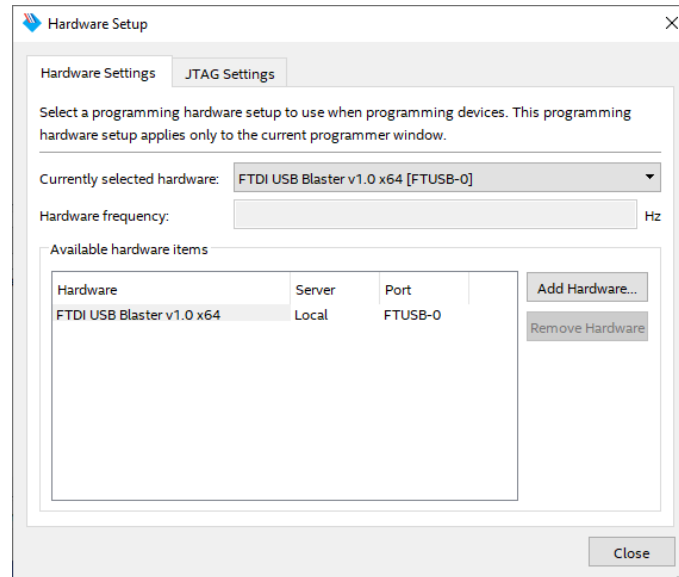 Hardware Setup
Hardware Settings
JTAG Settings
Select a programming hardware setup to use when programming devices. This programming
hardware setup applies only to the current programmer window.
Currently selected hardware: FTDI USB Blaster v1.0 x64 [FTUSB-0]
Hardware frequency: Hz
Available hardware items
Hardware Server Port
FTDI USB Blaster v1.0 x64 Local FTUSB-0
Add Hardware...
Remove Hardware
Close